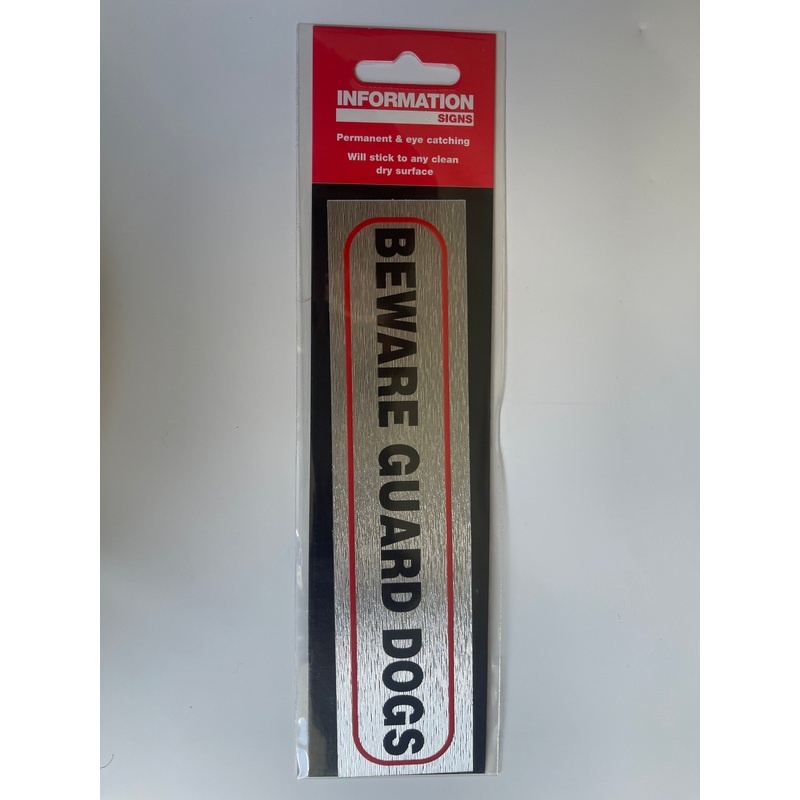 INFORMATION
SIGNS
Permanent & eye catching
Will stick to any clean
dry surface
BEWARE GUARD DOGS